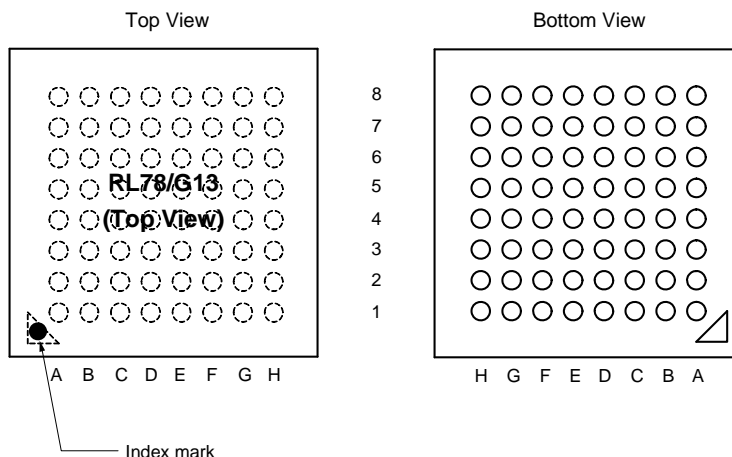 Top View
Bottom View
RL78/G13
(Top View)
8
7
6
5
4
3
2
1
A B C D E F G H
H G F E D C B A
Index mark